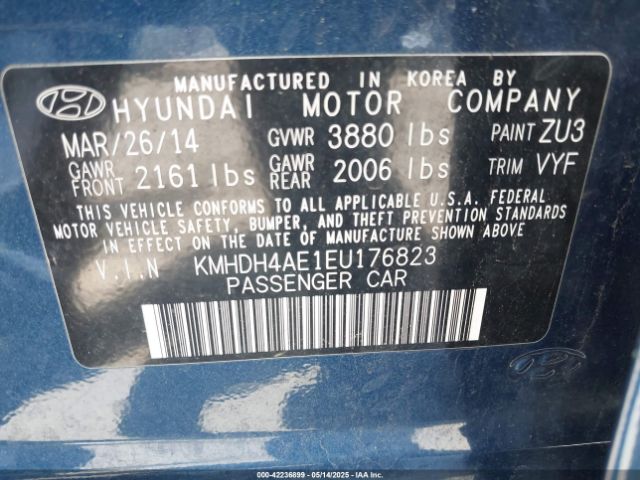 MANUFACTURED IN KOREA BY
HYUNDAI MOTOR COMPANY
MAR/26/14 GVWR 3880 lbs PAINT ZU3
GAWR FRONT 2161 lbs GAWR REAR 2006 lbs TRIM VYF
THIS VEHICLE CONFORMS TO ALL APPLICABLE U.S.A. FEDERAL
MOTOR VEHICLE SAFETY, BUMPER, AND THEFT PREVENTION STANDARDS
IN EFFECT ON THE DATE OF MANUFACTURE SHOWN ABOVE
V.I.N KMHDH4AE1EU176823
PASSENGER CAR
000-42236899 - 05/14/2025 - IAA Inc.